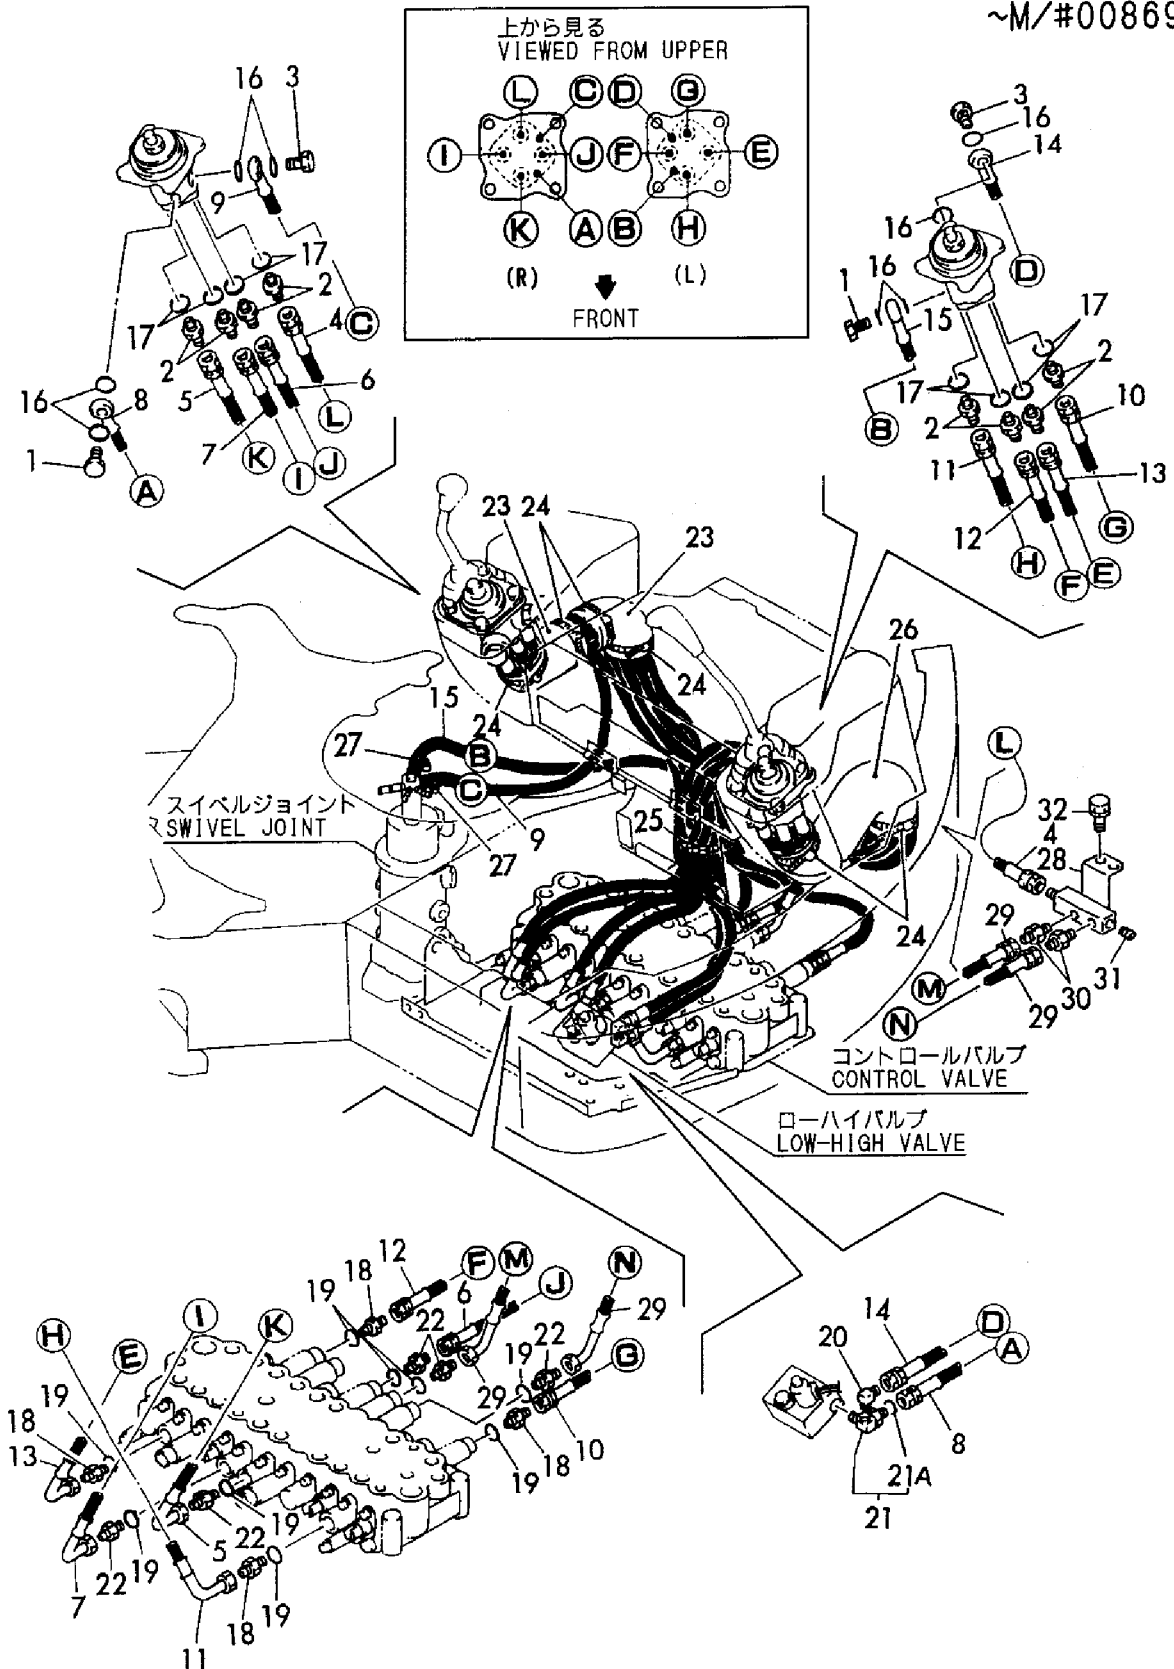 ~M/#00869
上から見る
VIEWED FROM UPPER
L C D G
I J F E
K A B H
(R) (L)
FRONT
16 3
9
17
2
17
2
4 C
16 8
5
6
7
L
1
A
K
I J
3
16
14
16
D
1 16
15
17
17
2
2
10
B
11
13
12
G
H
F E
23 24
23
26
24
15
24
27
B
C
L
スイベルジョイント
SWIVEL JOINT
9
27
25
32
4
28
29
24
31
M
30
29
N
コントロールバルブ
CONTROL VALVE
ローハイバルブ
LOW-HIGH VALVE
12 F M N
18 J
19 6 29
I
H K
22
19 22
E
G
29
19
18
13
10
18
19
19
5
22
7
22 19
18 19
11
14 D
20 A
8
21A
21